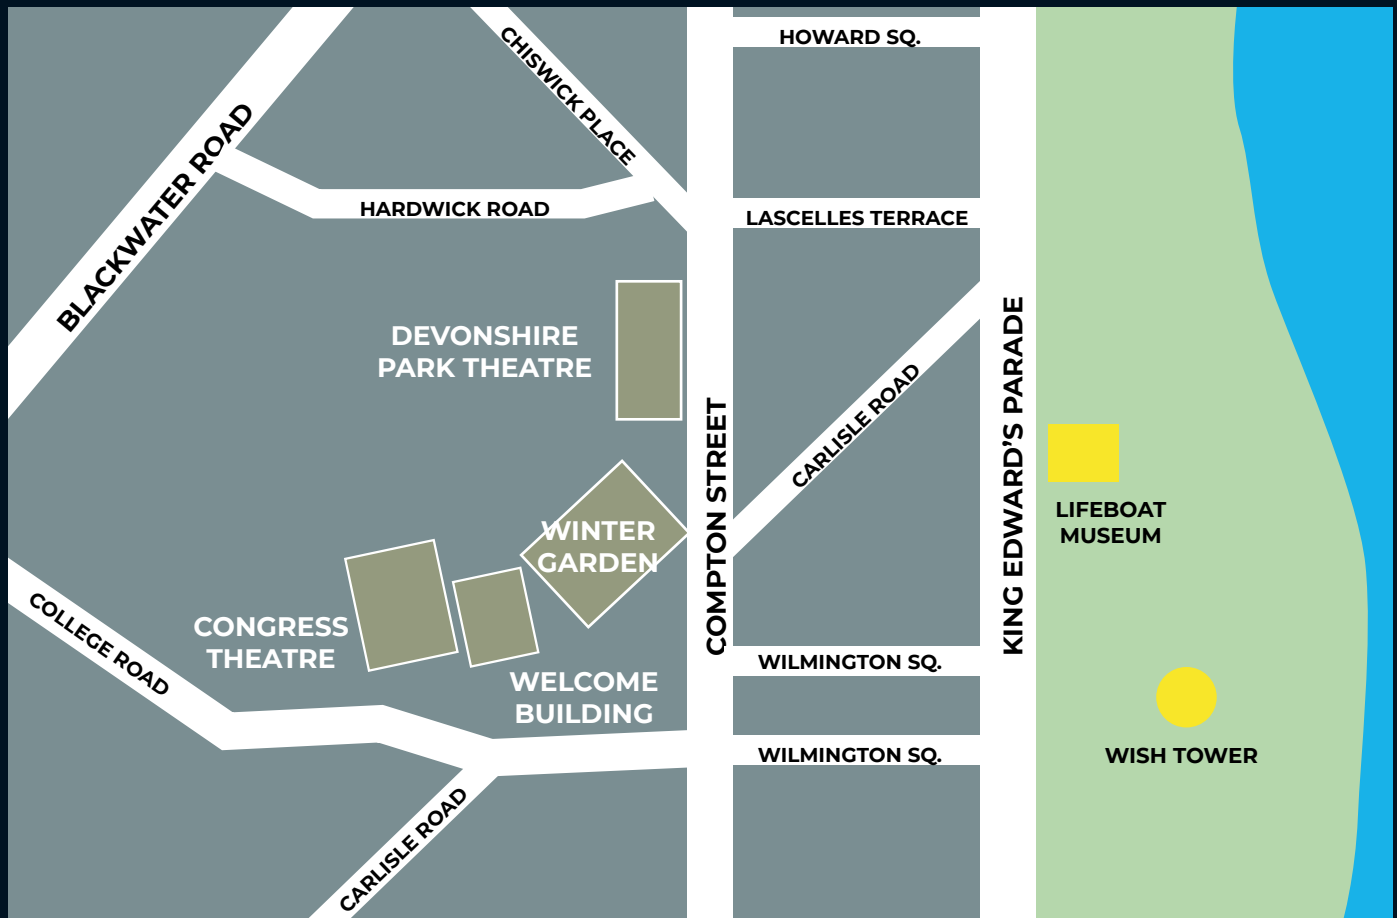 HOWARD SQ.
CHISWICK PLACE
BLACKWATER ROAD
HARDWICK ROAD
LASCELLES TERRACE
DEVONSHIRE
PARK THEATRE
COMPTON STREET
CARLISLE ROAD
KING EDWARD’S PARADE
LIFEBOAT
MUSEUM
WINTER
GARDEN
COLLEGE ROAD
CONGRESS
THEATRE
WELCOME
BUILDING
WILMINGTON SQ.
WILMINGTON SQ.
WISH TOWER
CARLISLE ROAD